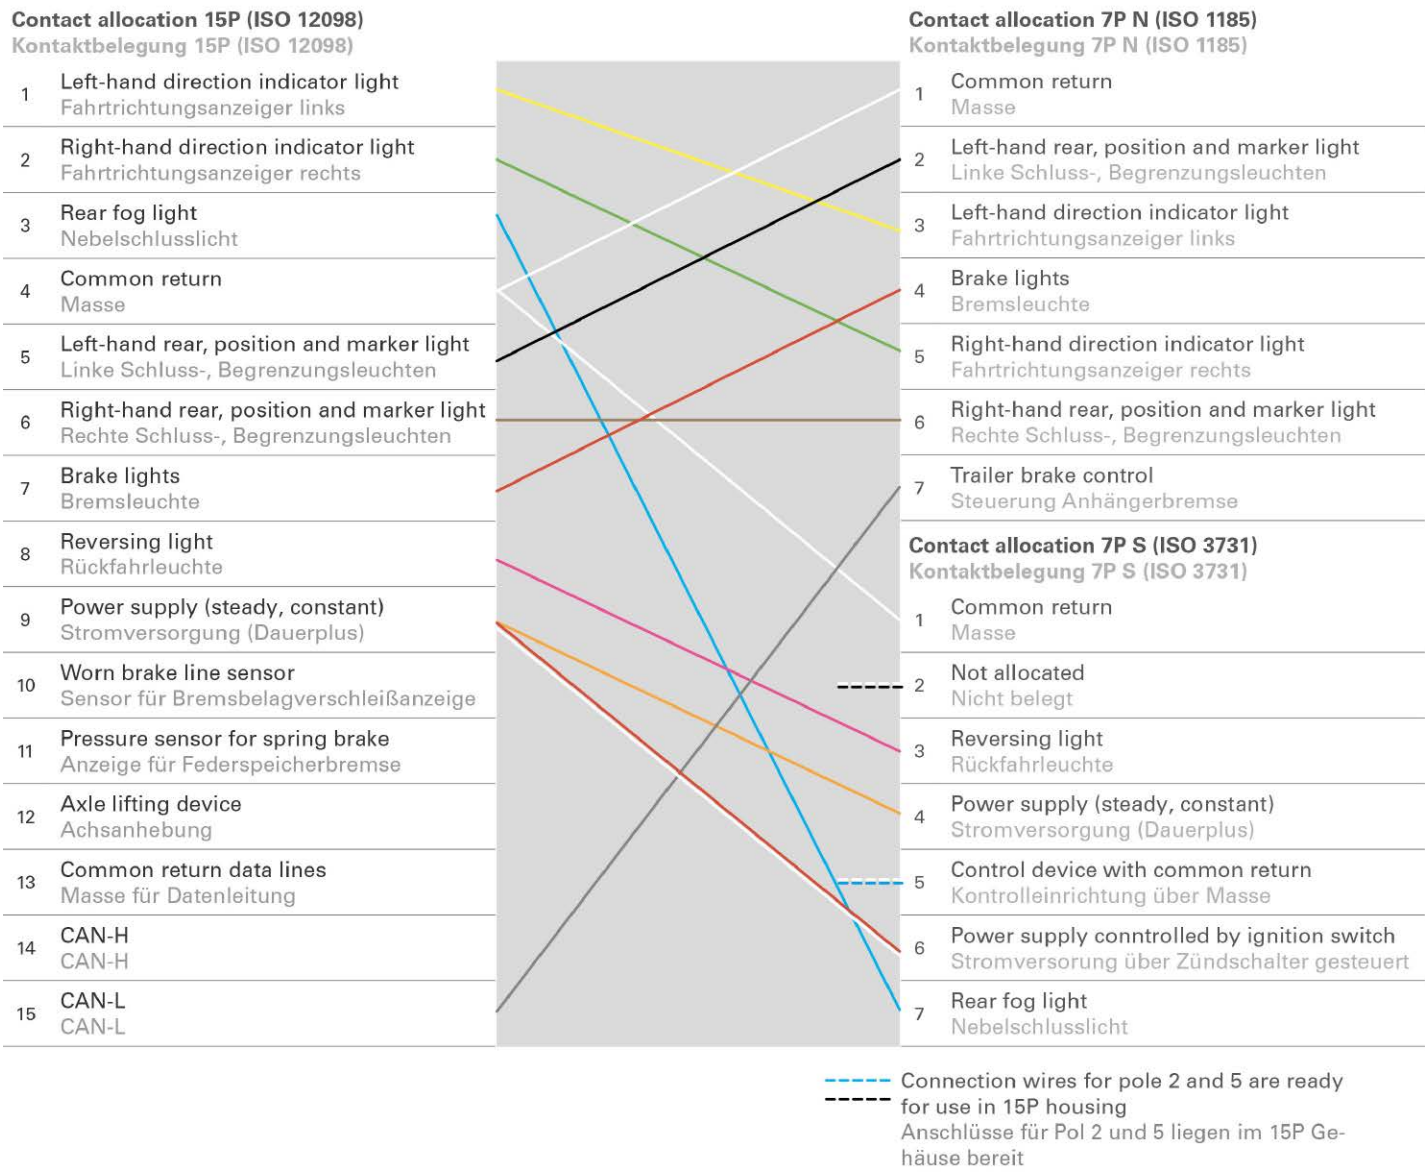 Contact allocation 15P (ISO 12098)
Kontaktbelegung 15P (ISO 12098)
1 Left-hand direction indicator light
Fahrtrichtungsanzeiger links
2 Right-hand direction indicator light
Fahrtrichtungsanzeiger rechts
3 Rear fog light
Nebelschlusslicht
4 Common return
Masse
5 Left-hand rear, position and marker light
Linke Schluss-, Begrenzungsleuchten
6 Right-hand rear, position and marker light
Rechte Schluss-, Begrenzungsleuchten
7 Brake lights
Bremsleuchte
8 Reversing light
Rückfahrleuchte
9 Power supply (steady, constant)
Stromversorgung (Dauerplus)
10 Worn brake line sensor
Sensor für Bremsbelagverschleißanzeige
11 Pressure sensor for spring brake
Anzeige für Federspeicherbremse
12 Axle lifting device
Achsanhebung
13 Common return data lines
Masse für Datenleitung
14 CAN-H
CAN-H
15 CAN-L
CAN-L
Contact allocation 7P N (ISO 1185)
Kontaktbelegung 7P N (ISO 1185)
1 Common return
Masse
2 Left-hand rear, position and marker light
Linke Schluss-, Begrenzungsleuchten
3 Left-hand direction indicator light
Fahrtrichtungsanzeiger links
4 Brake lights
Bremsleuchte
5 Right-hand direction indicator light
Fahrtrichtungsanzeiger rechts
6 Right-hand rear, position and marker light
Rechte Schluss-, Begrenzungsleuchten
7 Trailer brake control
Steuerung Anhängerbremse
Contact allocation 7P S (ISO 3731)
Kontaktbelegung 7P S (ISO 3731)
1 Common return
Masse
2 Not allocated
Nicht belegt
3 Reversing light
Rückfahrleuchte
4 Power supply (steady, constant)
Stromversorgung (Dauerplus)
5 Control device with common return
Kontrolleinrichtung über Masse
6 Power supply conntrolled by ignition switch
Stromversorung über Zündschalter gesteuert
7 Rear fog light
Nebelschlusslicht
Connection wires for pole 2 and 5 are ready
for use in 15P housing
Anschlüsse für Pol 2 und 5 liegen im 15P Ge-
häuse bereit